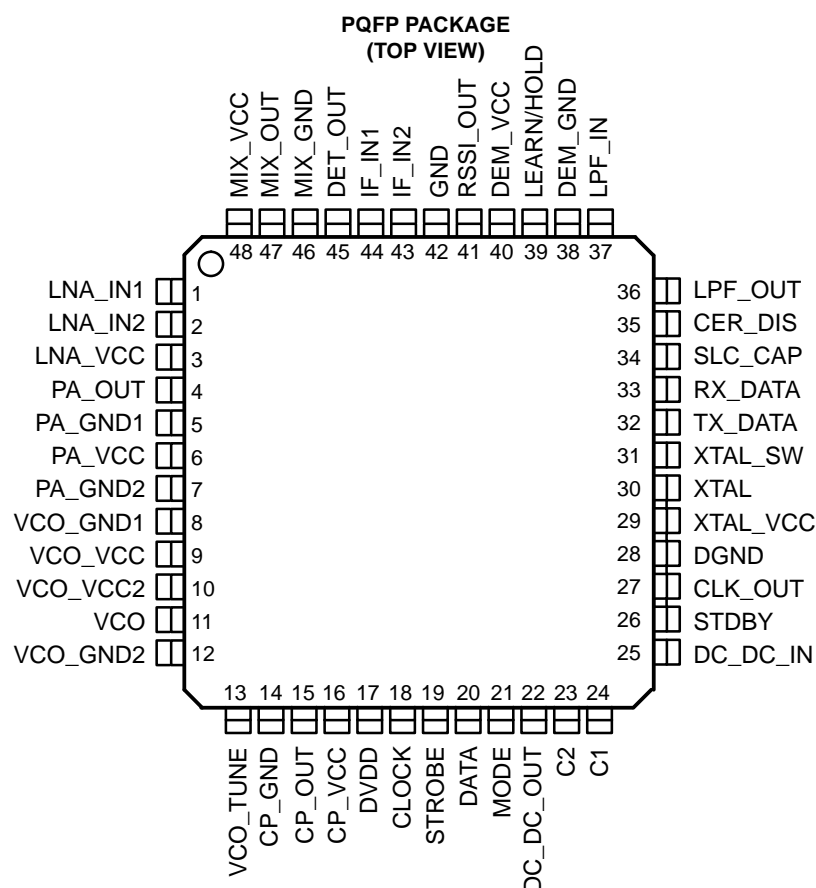 PQFP PACKAGE
(TOP VIEW)
MIX_VCC
MIX_OUT
MIX_GND
DET_OUT
IF_IN1
IF_IN2
GND
RSSI_OUT
DEM_VCC
LEARN/HOLD
DEM_GND
LPF_IN
48 47 46 45 44 43 42 41 40 39 38 37
LNA_IN1 1
LNA_IN2 2
LNA_VCC 3
PA_OUT 4
PA_GND1 5
PA_VCC 6
PA_GND2 7
VCO_GND1 8
VCO_VCC 9
VCO_VCC2 10
VCO 11
VCO_GND2 12
36 LPF_OUT
35 CER_DIS
34 SLC_CAP
33 RX_DATA
32 TX_DATA
31 XTAL_SW
30 XTAL
29 XTAL_VCC
28 DGND
27 CLK_OUT
26 STDBY
25 DC_DC_IN
13 14 15 16 17 18 19 20 21 22 23 24
VCO_TUNE
CP_GND
CP_OUT
CP_VCC
DVDD
CLOCK
STROBE
DATA
MODE
DC_DC_OUT
C2
C1